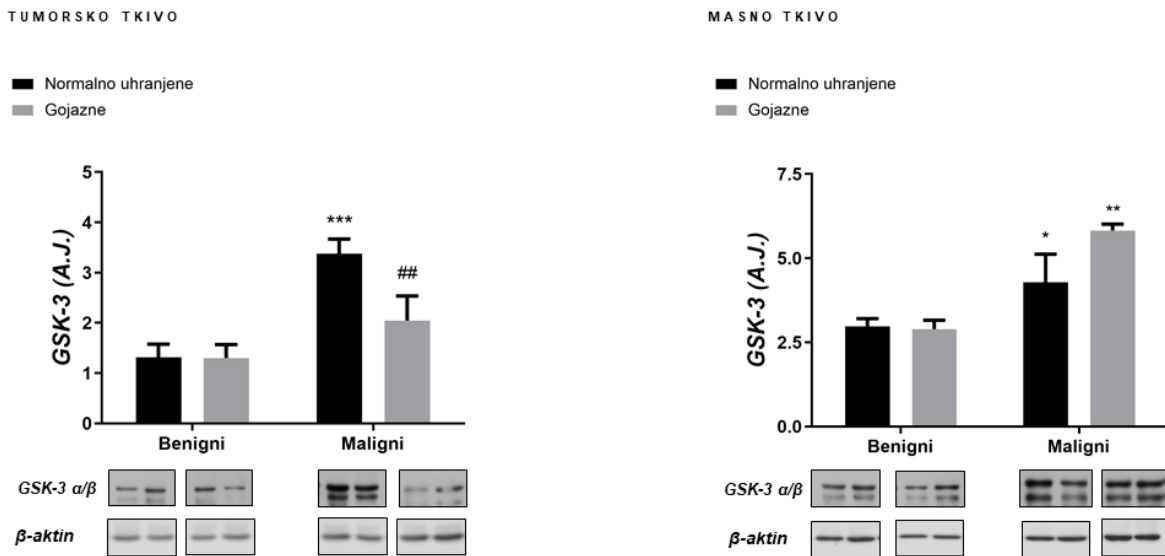 TUMORSKO TKIVO
Normalno uhranjene
Gojazne
5
4
3
2
1
0
GSK-3 (A.J.)
***
##
Benigni
Maligni
GSK-3 α/β
β-aktin
MASNO TKIVO
Normalno uhranjene
Gojazne
7.5
5.0
2.5
0.0
GSK-3 (A.J.)
*
**
Benigni
Maligni
GSK-3 α/β
β-aktin